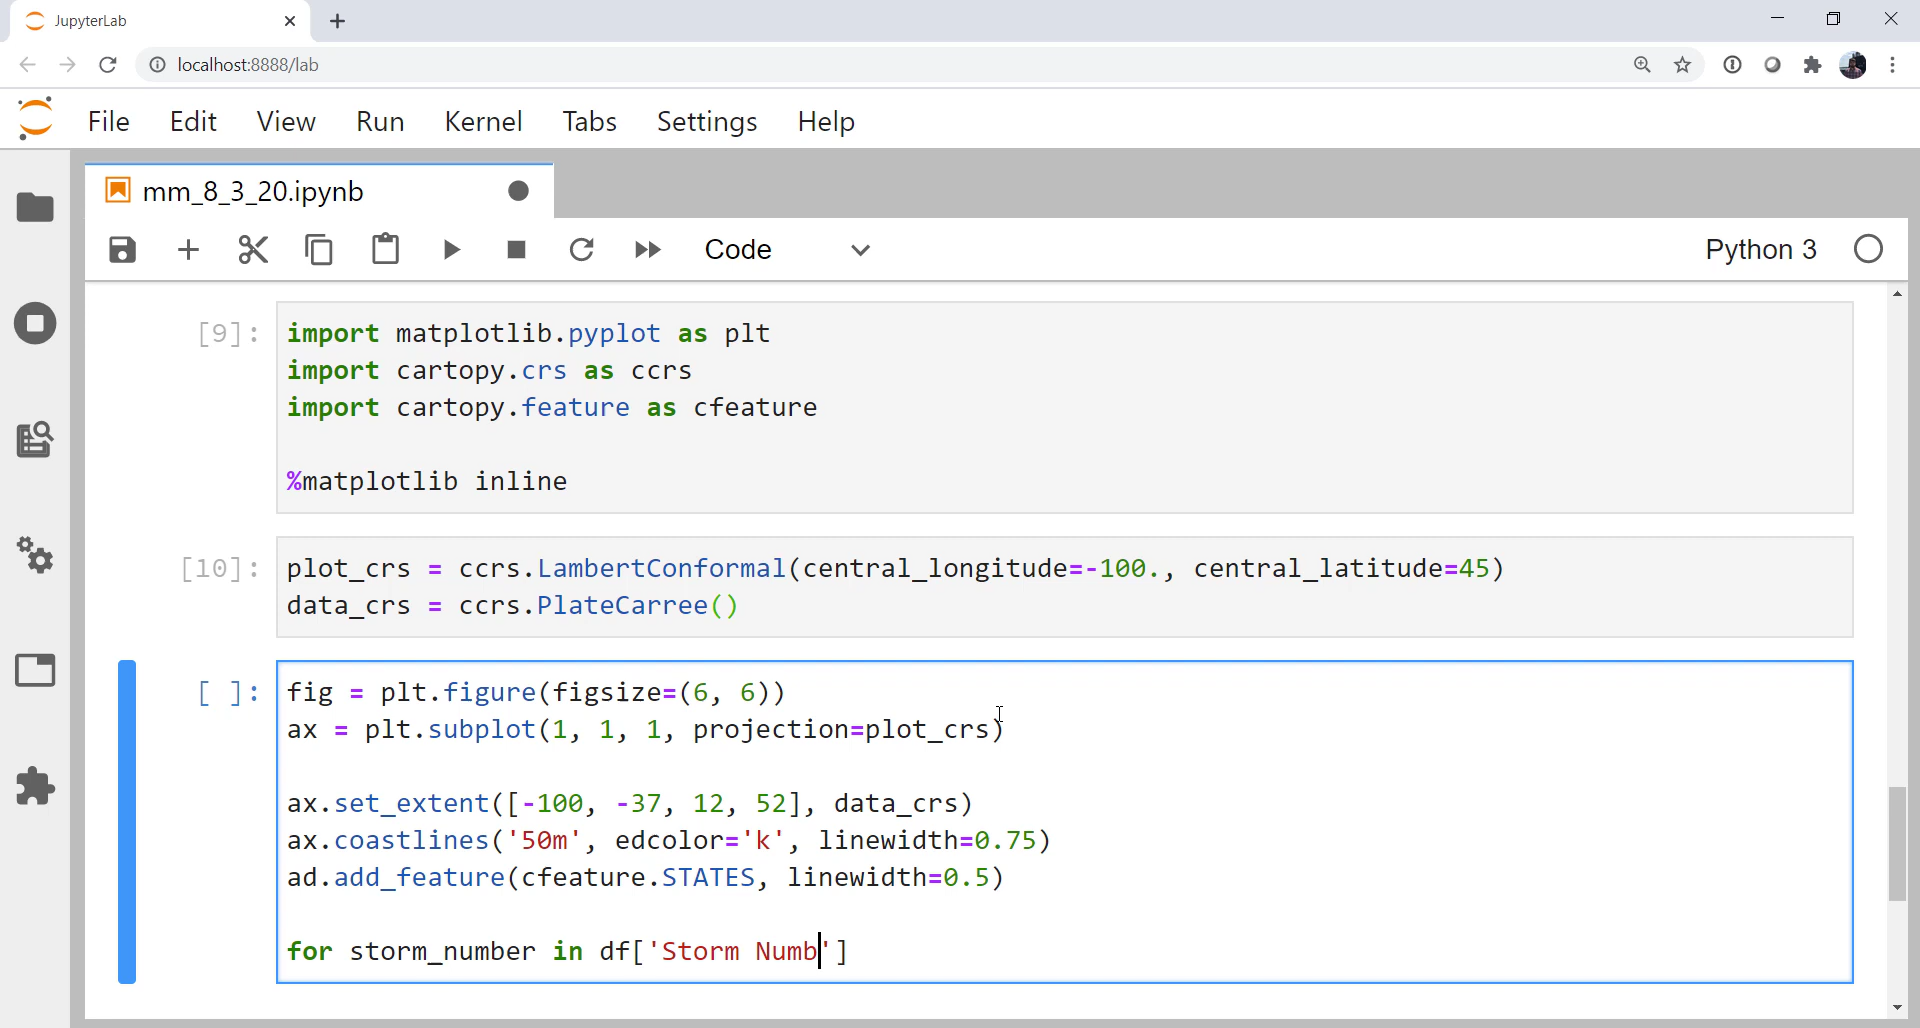 JupyterLab
localhost:8888/lab
File Edit View Run Kernel Tabs Settings Help
mm_8_3_20.ipynb
Code
Python 3
[9]:
import matplotlib.pyplot as plt
import cartopy.crs as ccrs
import cartopy.feature as cfeature
%matplotlib inline
[10]:
plot_crs = ccrs.LambertConformal(central_longitude=-100., central_latitude=45)
data_crs = ccrs.PlateCarree()
[ ]:
fig = plt.figure(figsize=(6, 6))
ax = plt.subplot(1, 1, 1, projection=plot_crs)
ax.set_extent([-100, -37, 12, 52], data_crs)
ax.coastlines('50m', edcolor='k', linewidth=0.75)
ad.add_feature(cfeature.STATES, linewidth=0.5)
for storm_number in df['Storm Numb']